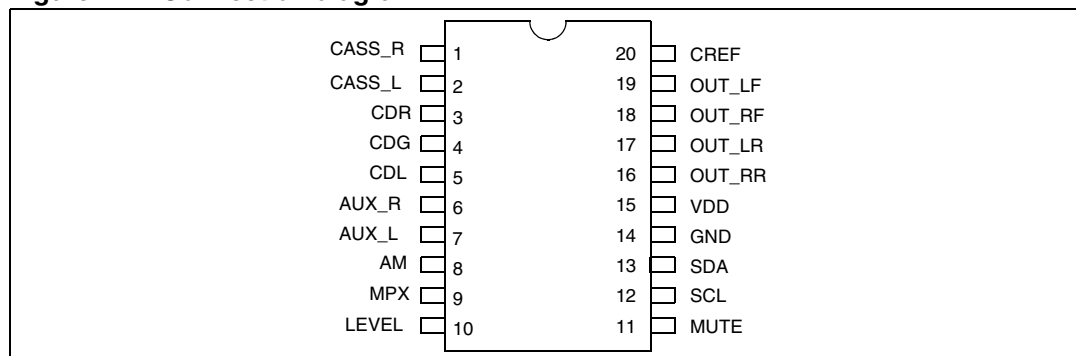 CASS_R 1 20 CREF
CASS_L 2 19 OUT_LF
CDR 3 18 OUT_RF
CDG 4 17 OUT_LR
CDL 5 16 OUT_RR
AUX_R 6 15 VDD
AUX_L 7 14 GND
AM 8 13 SDA
MPX 9 12 SCL
LEVEL 10 11 MUTE